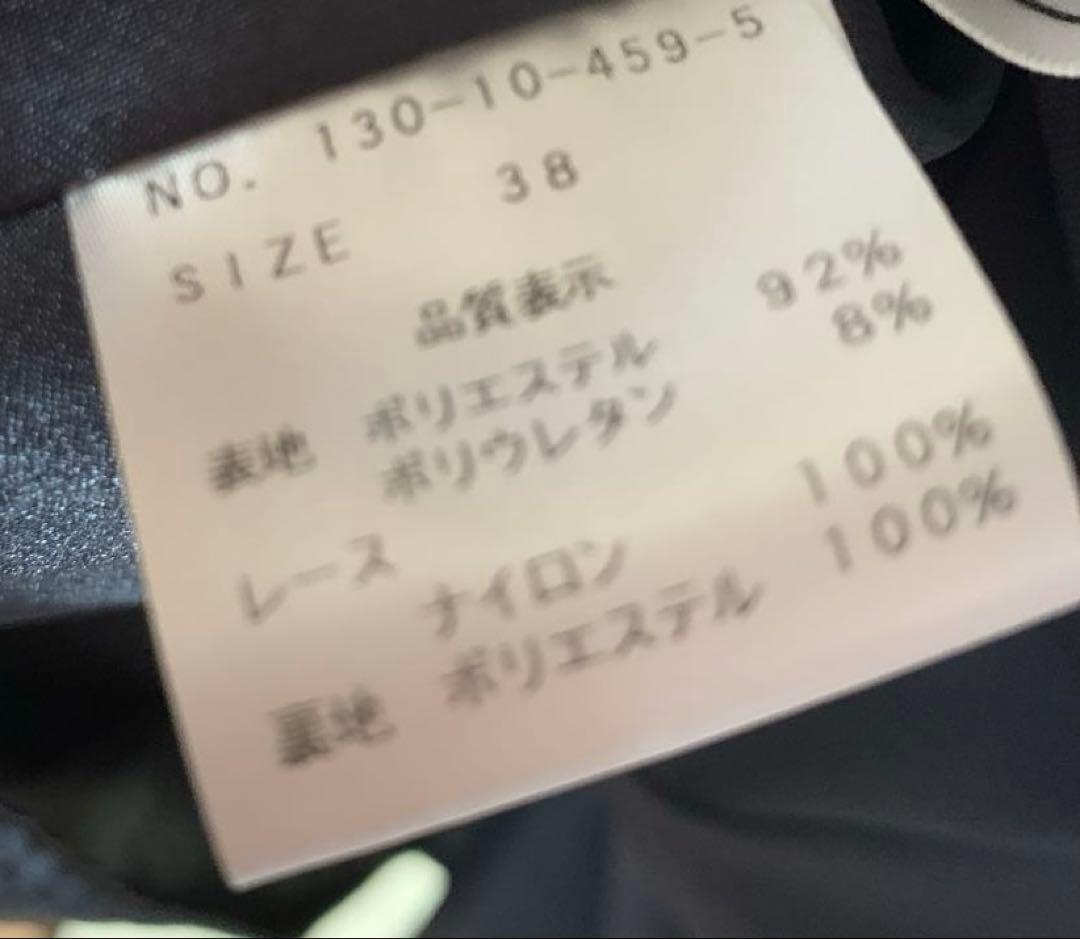 NO. 130-10-459-5
SIZE 38
品質表示
表地 ポリエステル 92%
ポリウレタン 8%
レース
ナイロン 100%
裏地 ポリエステル 100%